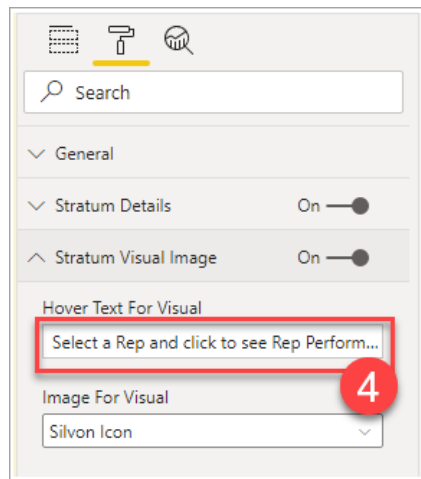 Search
General
Stratum Details On
Stratum Visual Image On
Hover Text For Visual
Select a Rep and click to see Rep Perform...
4
Image For Visual
Silvon Icon